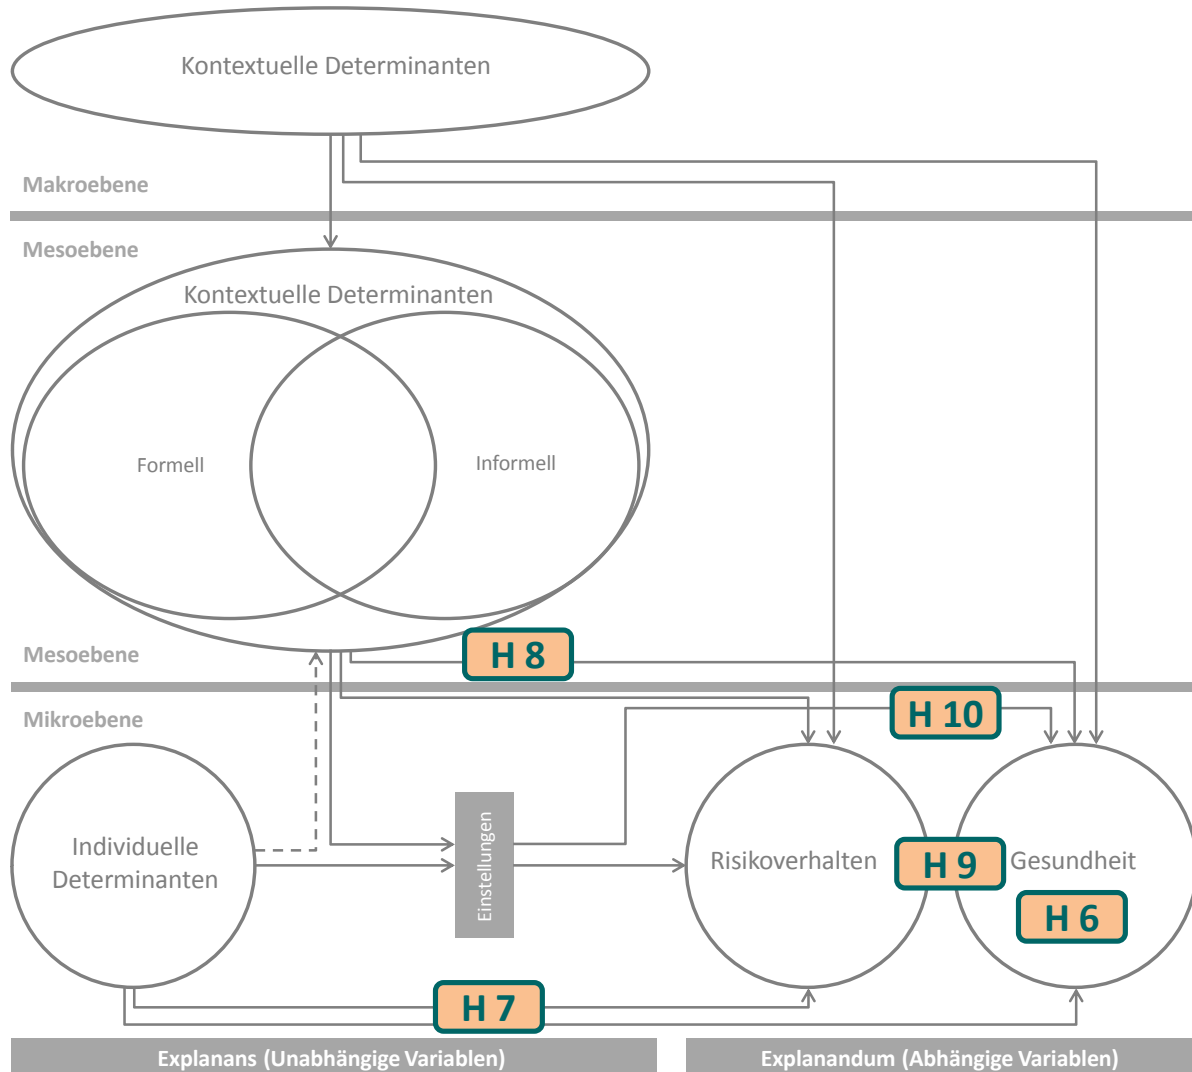 Kontextuelle Determinanten
Makroebene
Mesoebene
Kontextuelle Determinanten
Formell
Informell
Mesoebene
H 8
Mikroebene
H 10
Individuelle
Determinanten
Einstellungen
Risikoverhalten
H 9
Gesundheit
H 6
H 7
Explanans (Unabhängige Variablen)
Explanandum (Abhängige Variablen)